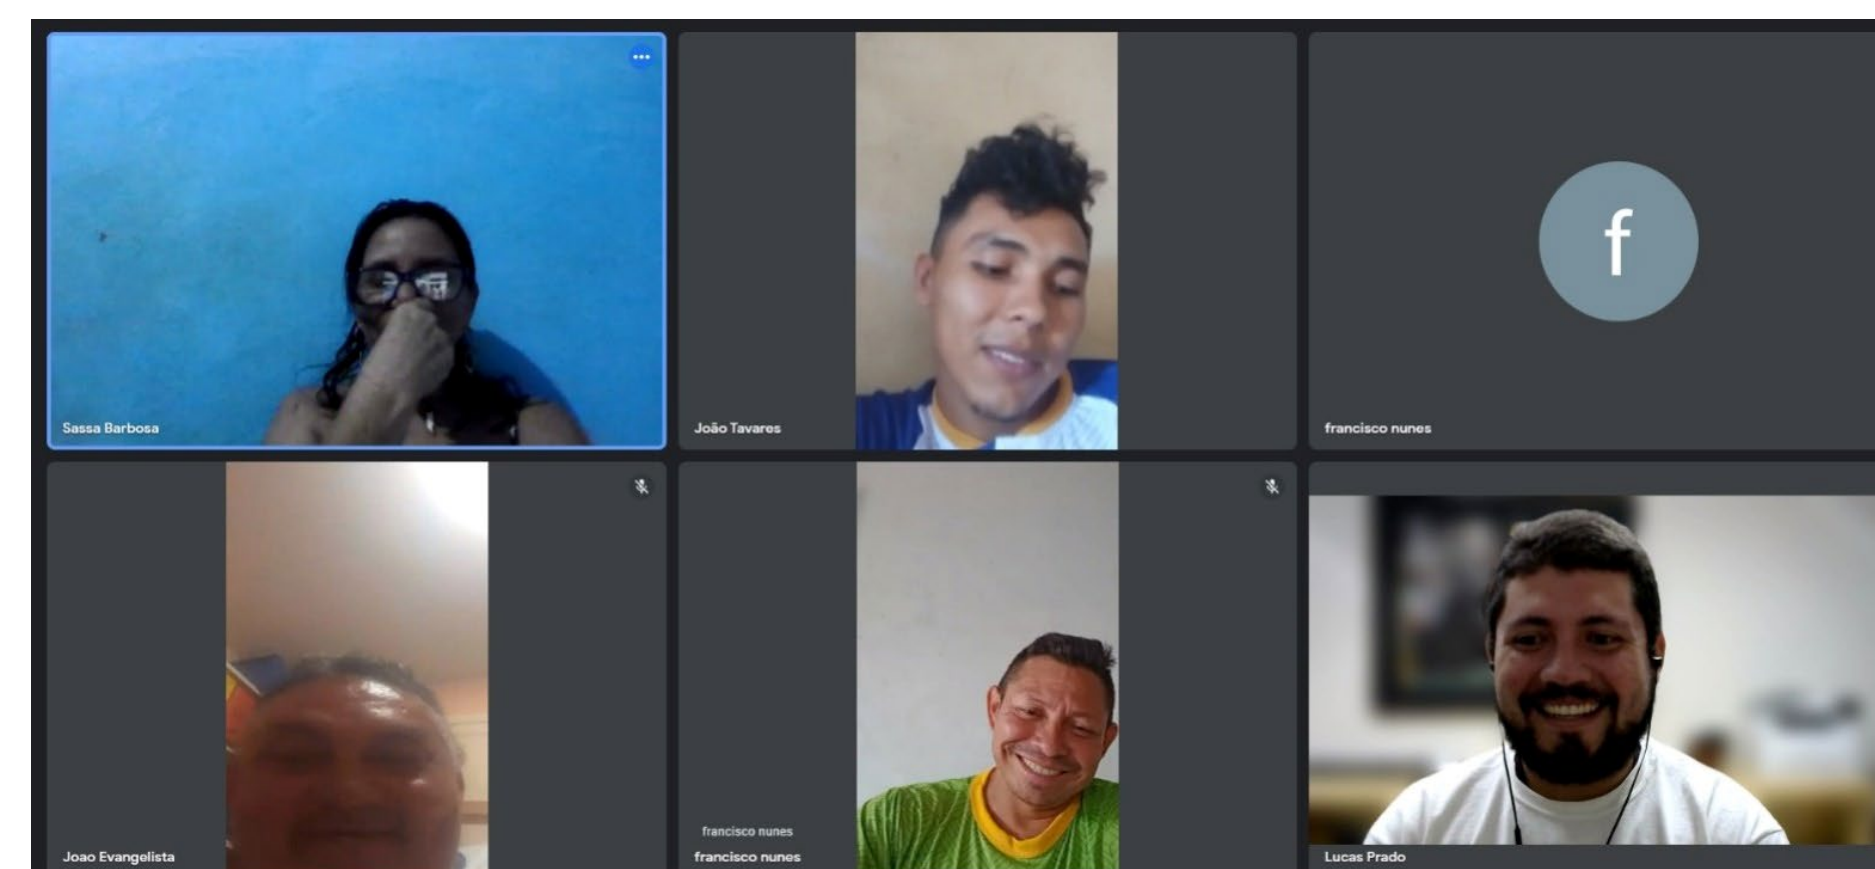 Sassa Barbosa
João Tavares
f
francisco nunes
Joao Evangelista
francisco nunes
francisco nunes
Lucas Prado